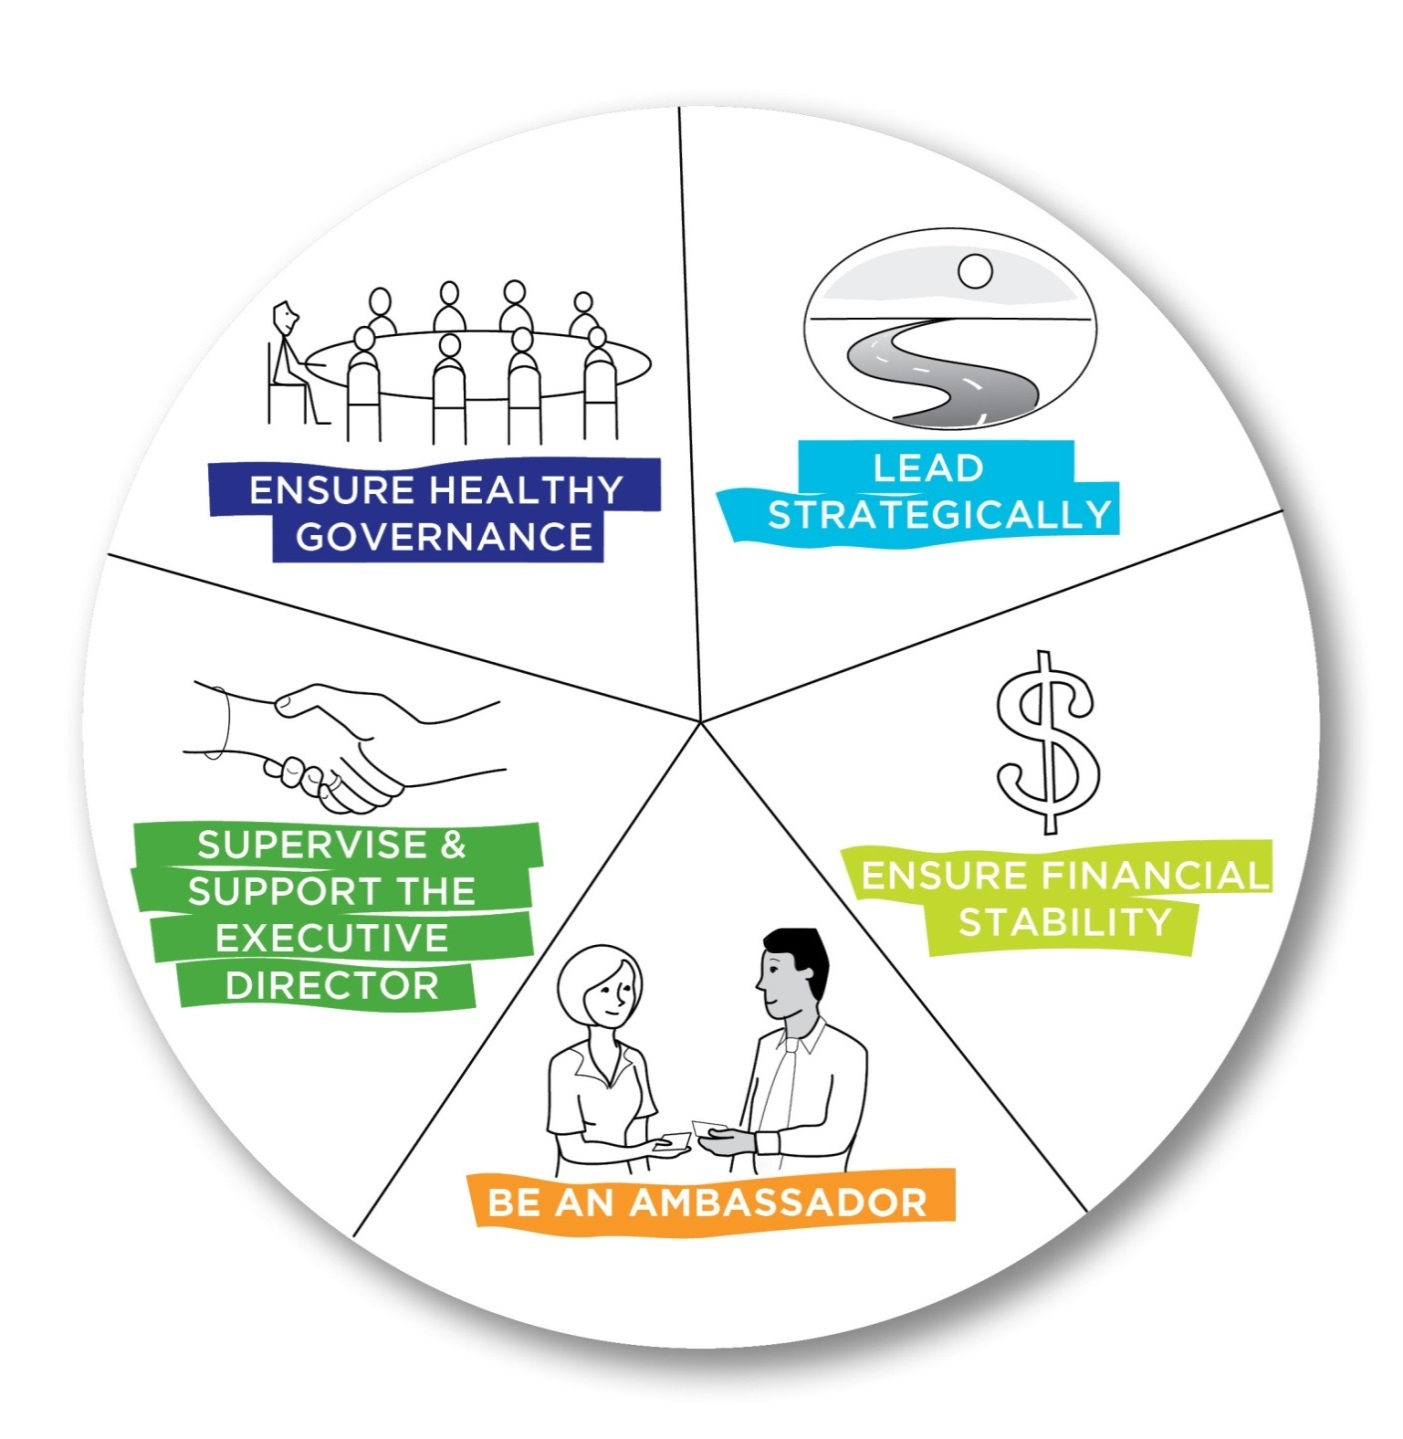 ENSURE HEALTHY
GOVERNANCE
LEAD
STRATEGICALLY
$
ENSURE FINANCIAL
STABILITY
SUPERVISE &
SUPPORT THE
EXECUTIVE
DIRECTOR
BE AN AMBASSADOR